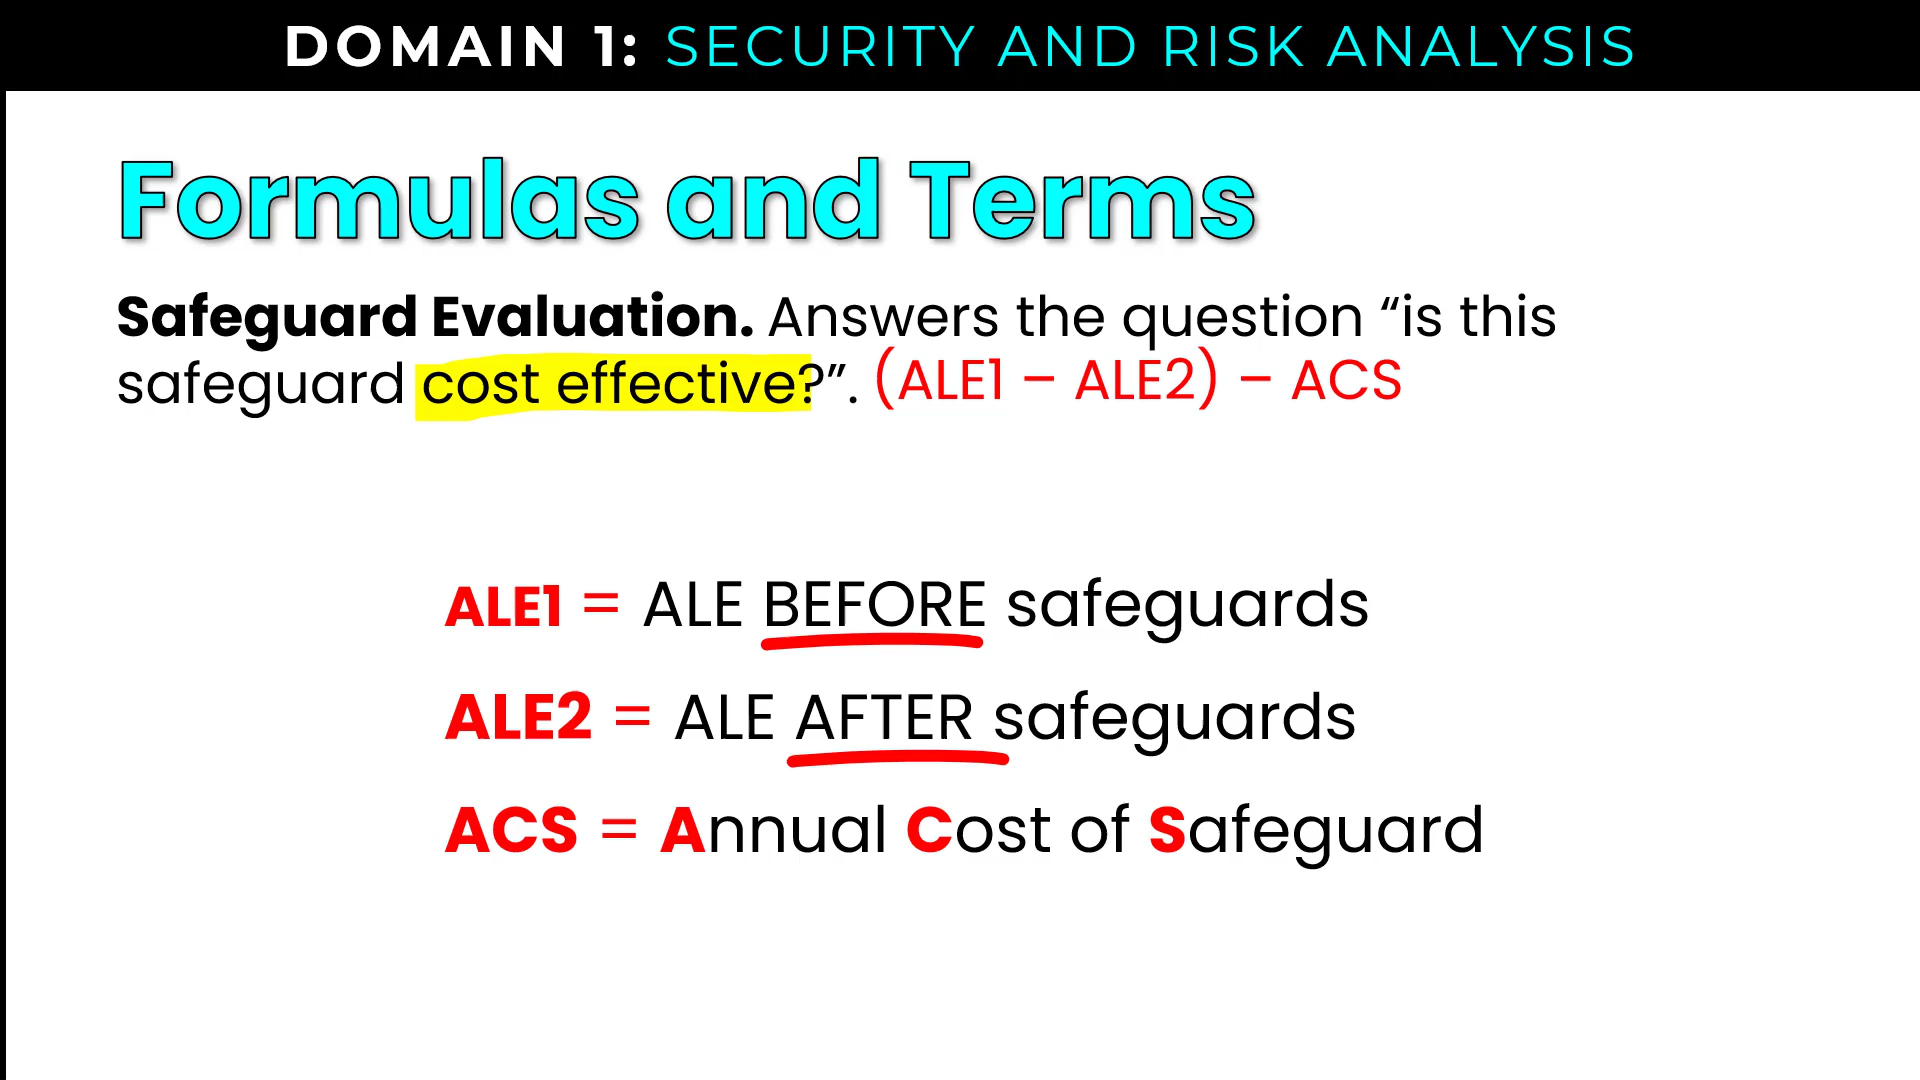 DOMAIN 1: SECURITY AND RISK ANALYSIS
Formulas and Terms
Safeguard Evaluation. Answers the question “is this
safeguard cost effective?”. (ALE1 – ALE2) – ACS
ALE1 = ALE BEFORE safeguards
ALE2 = ALE AFTER safeguards
ACS = Annual Cost of Safeguard